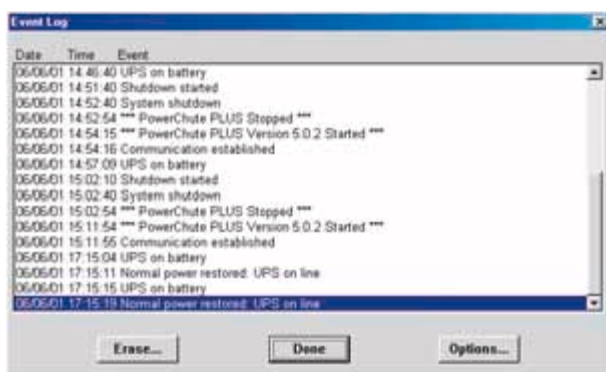 Event Log
Date Time Event
06/06/01 14:46:40 UPS on battery
06/06/01 14:51:40 Shutdown started
06/06/01 14:52:40 System shutdown
06/06/01 14:52:54 *** PowerChute PLUS Stopped ***
06/06/01 14:54:15 *** PowerChute PLUS Version 5.0.2 Started ***
06/06/01 14:54:16 Communication established
06/06/01 14:57:09 UPS on battery
06/06/01 15:02:10 Shutdown started
06/06/01 15:02:40 System shutdown
06/06/01 15:02:54 *** PowerChute PLUS Stopped ***
06/06/01 15:11:54 *** PowerChute PLUS Version 5.0.2 Started ***
06/06/01 15:11:55 Communication established
06/06/01 17:15:04 UPS on battery
06/06/01 17:15:11 Normal power restored: UPS on line
06/06/01 17:15:15 UPS on battery
06/06/01 17:15:19 Normal power restored: UPS on line
Erase... Done Options...